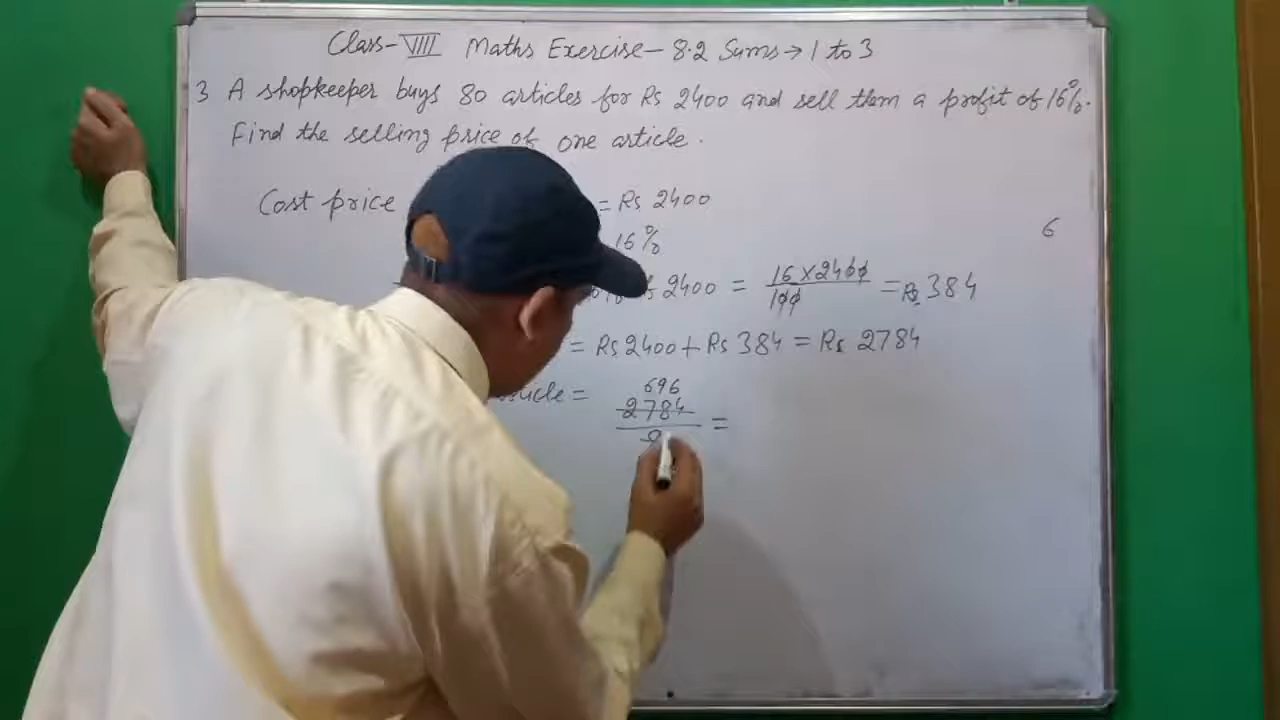 Class-VIII Maths Exercise-8.2 Sums→1 to 3
3 A shopkeeper buys 80 articles for Rs 2400 and sell them a profit of 16%.
Find the selling price of one article.
Cost price = Rs 2400
16%
6
2400 = 16 x 2400 / 100 = Rs 384
= Rs 2400 + Rs 384 = Rs 2784
=
696
2784 =